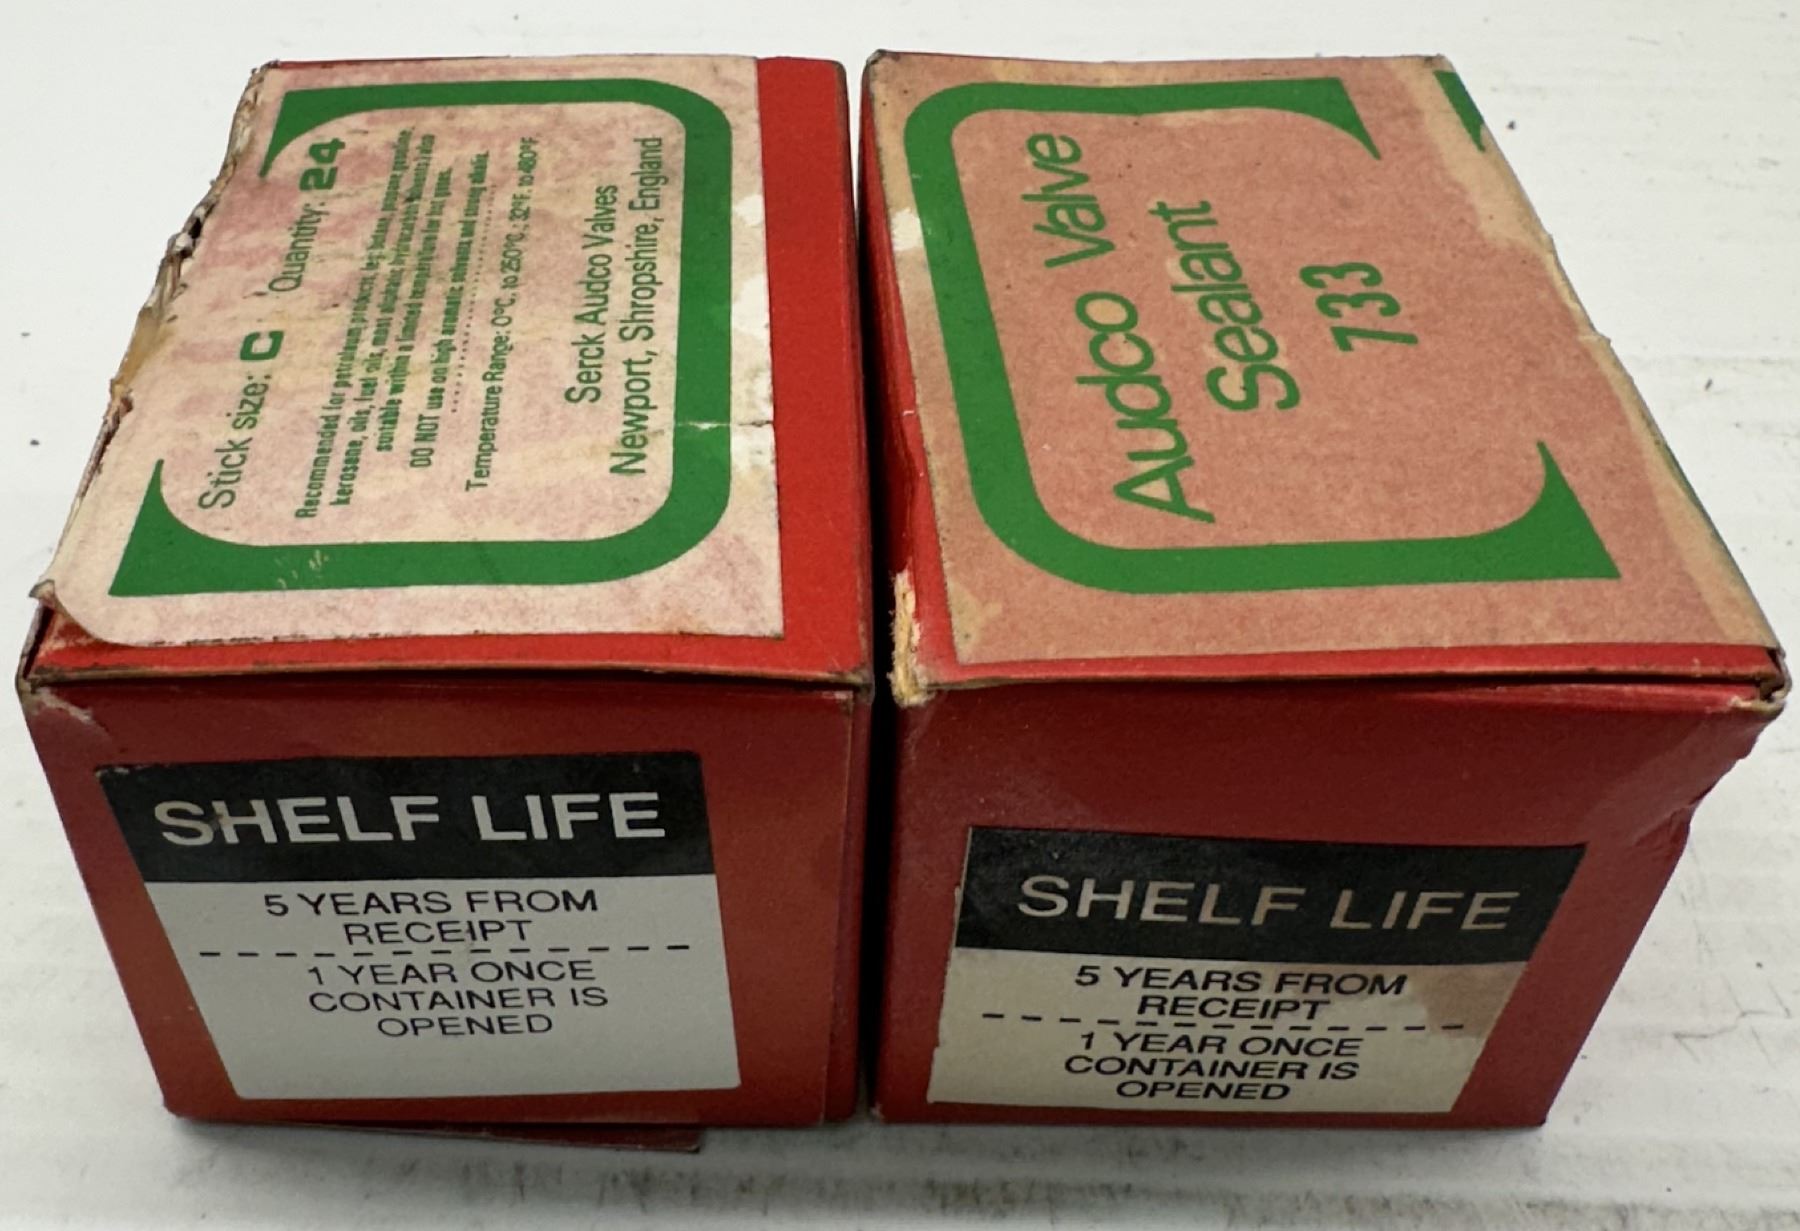 Stick size: C Quantity: 24
Recommended for petroleum products, leg butane, propane gasoline,
kerosene, oils, fuel oils, most aliphatic hydrocarbon solvents) also
suitable within a limited temperature for hot gases.
DO NOT use on high aromatic solvents and strong alkalis.
Temperature Range: 0°C. to 250°C.; 32°F. to 480°F.
Serck Audco Valves
Newport, Shropshire, England
SHELF LIFE
5 YEARS FROM
RECEIPT
1 YEAR ONCE
CONTAINER IS
OPENED
Audco Valve
Sealant
733
SHELF LIFE
5 YEARS FROM
RECEIPT
1 YEAR ONCE
CONTAINER IS
OPENED